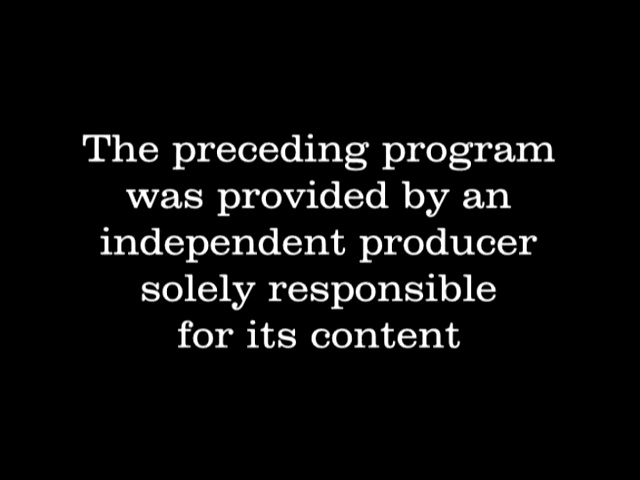 The preceding program
was provided by an
independent producer
solely responsible
for its content